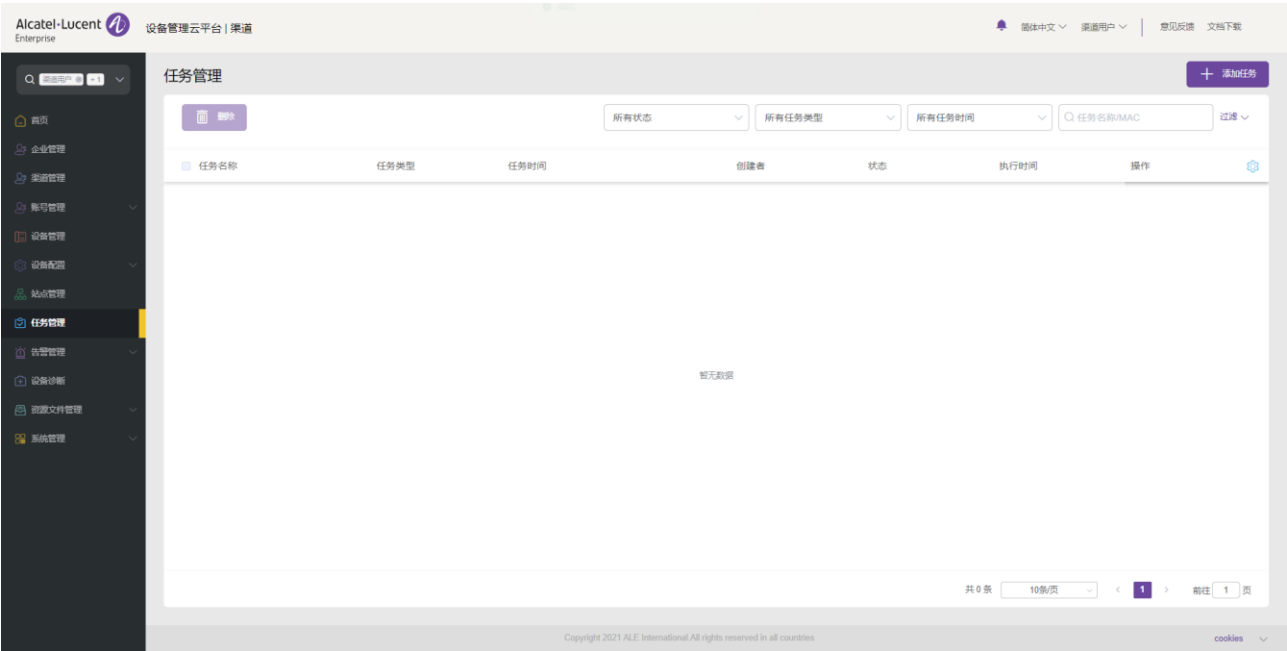 Alcatel·Lucent
Enterprise
设备管理云平台 | 渠道
简体中文
渠道用户
意见反馈
文档下载
渠道用户
+ 1
任务管理
添加任务
首页
企业管理
渠道管理
账号管理
设备管理
设备配置
站点管理
任务管理
告警管理
设备诊断
资源文件管理
系统管理
删除
所有状态
所有任务类型
所有任务时间
任务名称/MAC
过滤
任务名称
任务类型
任务时间
创建者
状态
执行时间
操作
暂无数据
共 0 条
10条/页
1
前往 1 页
Copyright 2021 ALE International.All rights reserved in all countries
cookies